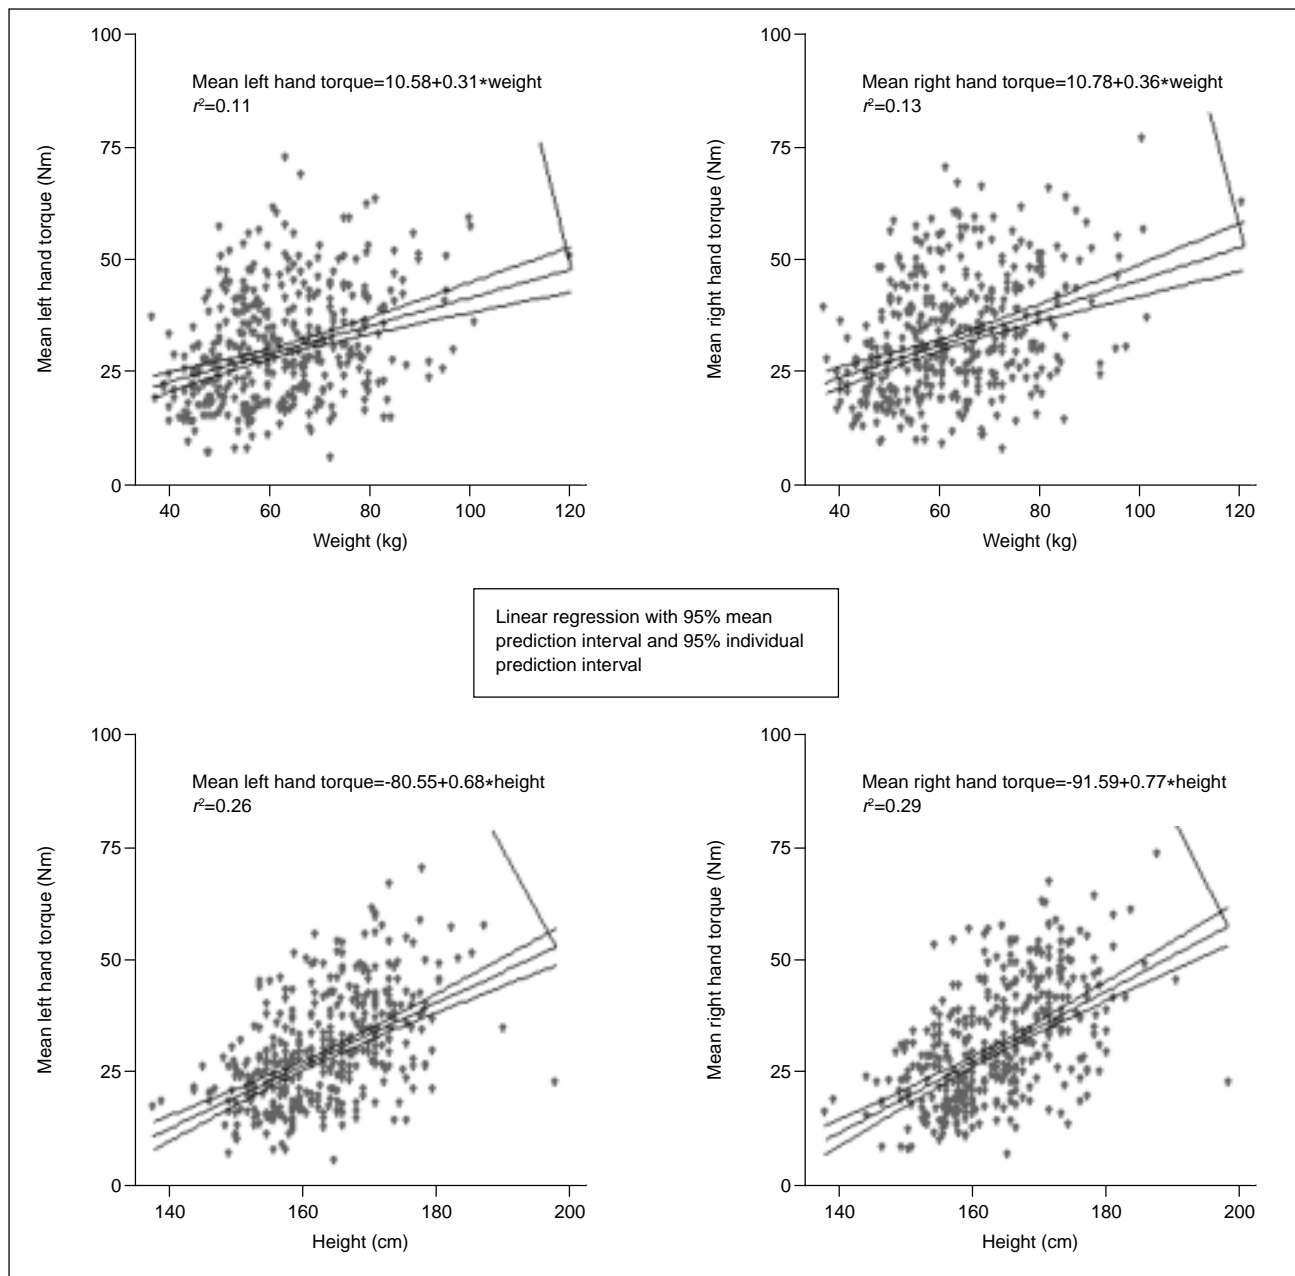 100
75
50
25
0
Mean left hand torque (Nm)
Mean left hand torque=10.58+0.31*weight
r²=0.11
40 60 80 100 120
Weight (kg)
100
75
50
25
0
Mean right hand torque (Nm)
Mean right hand torque=10.78+0.36*weight
r²=0.13
40 60 80 100 120
Weight (kg)
Linear regression with 95% mean
prediction interval and 95% individual
prediction interval
100
75
50
25
0
Mean left hand torque (Nm)
Mean left hand torque=-80.55+0.68*height
r²=0.26
140 160 180 200
Height (cm)
100
75
50
25
0
Mean right hand torque (Nm)
Mean right hand torque=-91.59+0.77*height
r²=0.29
140 160 180 200
Height (cm)